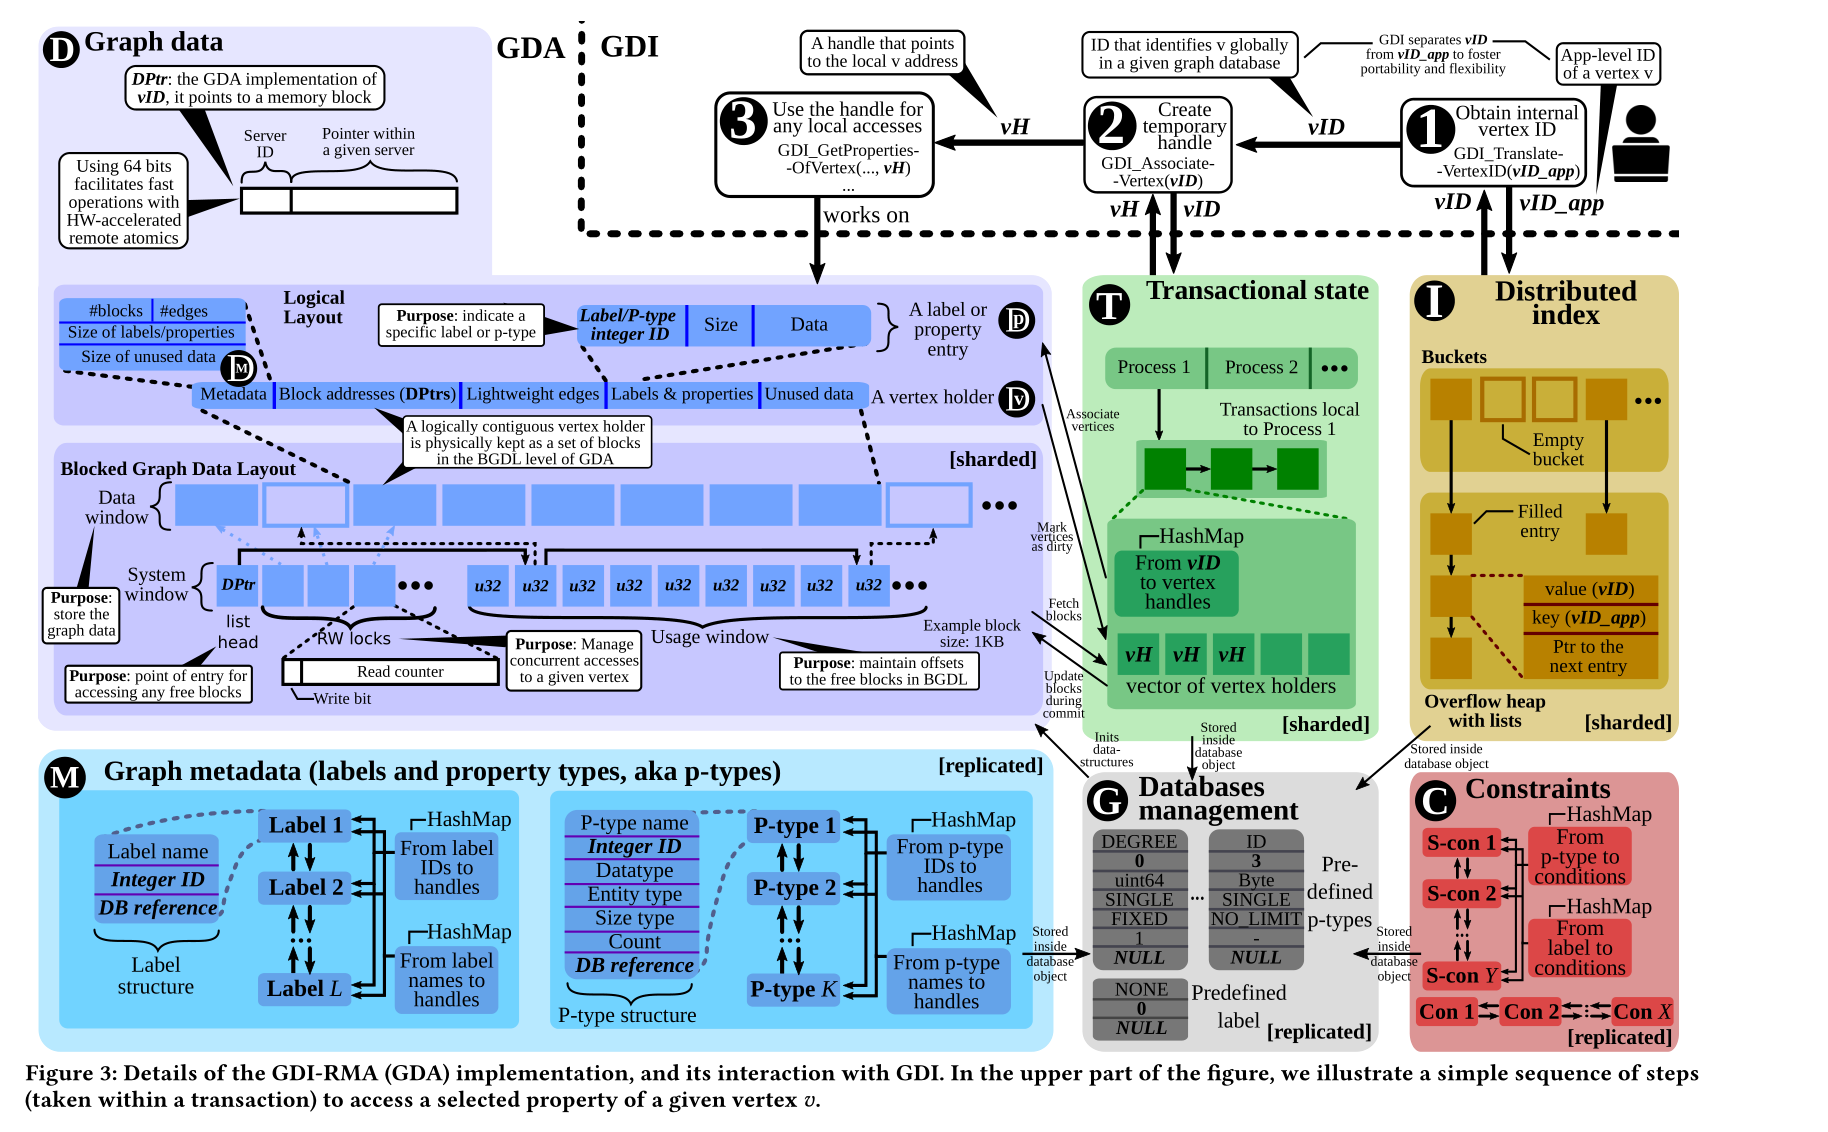 D Graph data
GDA
GDI
DPtr: the GDA implementation of
vID, it points to a memory block
Server
ID
Pointer within
a given server
Using 64 bits
facilitates fast
operations with
HW-accelerated
remote atomics
A handle that points
to the local v address
ID that identifies v globally
in a given graph database
GDI separates vID
from vID_app to foster
portability and flexibility
App-level ID
of a vertex v
3 Use the handle for
any local accesses
GDI_GetProperties-
-OfVertex(..., vH)
...
vH
2 Create
temporary
handle
GDI_Associate-
-Vertex(vID)
vID
1 Obtain internal
vertex ID
GDI_Translate-
-VertexID(vID_app)
works on
vH
vID
vID
vID_app
#blocks
#edges
Size of labels/properties
Size of unused data
DM
Logical
Layout
Purpose: indicate a
specific label or p-type
Label/P-type
integer ID
Size
Data
A label or
property
entry
Dp
Metadata
Block addresses (DPtrs)
Lightweight edges
Labels & properties
Unused data
A vertex holder
Dv
A logically contiguous vertex holder
is physically kept as a set of blocks
in the BGDL level of GDA
Blocked Graph Data Layout
[sharded]
Data
window
System
window
DPtr
u32
u32
u32
u32
u32
u32
u32
u32
u32
Purpose:
store the
graph data
list
head
RW locks
Usage window
Example block
size: 1KB
Purpose: point of entry for
accessing any free blocks
Read counter
Write bit
Purpose: Manage
concurrent accesses
to a given vertex
Purpose: maintain offsets
to the free blocks in BGDL
Associate
vertices
Mark
vertices
as dirty
Fetch
blocks
Update
blocks
during
commit
T Transactional state
Process 1
Process 2
Transactions local
to Process 1
HashMap
From vID
to vertex
handles
vH
vH
vH
vector of vertex holders
[sharded]
I Distributed
index
Buckets
Empty
bucket
Filled
entry
value (vID)
key (vID_app)
Ptr to the
next entry
Overflow heap
with lists
[sharded]
Inits
data-
structures
Stored
inside
database
object
Stored inside
database object
M Graph metadata (labels and property types, aka p-types)
[replicated]
Label name
Integer ID
DB reference
Label
structure
Label 1
Label 2
...
Label L
HashMap
From label
IDs to
handles
HashMap
From label
names to
handles
P-type name
Integer ID
Datatype
Entity type
Size type
Count
DB reference
P-type structure
P-type 1
P-type 2
...
P-type K
HashMap
From p-type
IDs to
handles
HashMap
From p-type
names to
handles
Stored
inside
database
object
G Databases
management
DEGREE
0
uint64
SINGLE
FIXED
1
NULL
...
ID
3
Byte
SINGLE
NO_LIMIT
-
NULL
Pre-
defined
p-types
NONE
0
NULL
Predefined
label
[replicated]
Stored
inside
database
object
C Constraints
S-con 1
S-con 2
...
S-con Y
HashMap
From
p-type to
conditions
HashMap
From
label to
conditions
Con 1
Con 2
Con X
[replicated]
Figure 3: Details of the GDI-RMA (GDA) implementation, and its interaction with GDI. In the upper part of the figure, we illustrate a simple sequence of steps
(taken within a transaction) to access a selected property of a given vertex v.